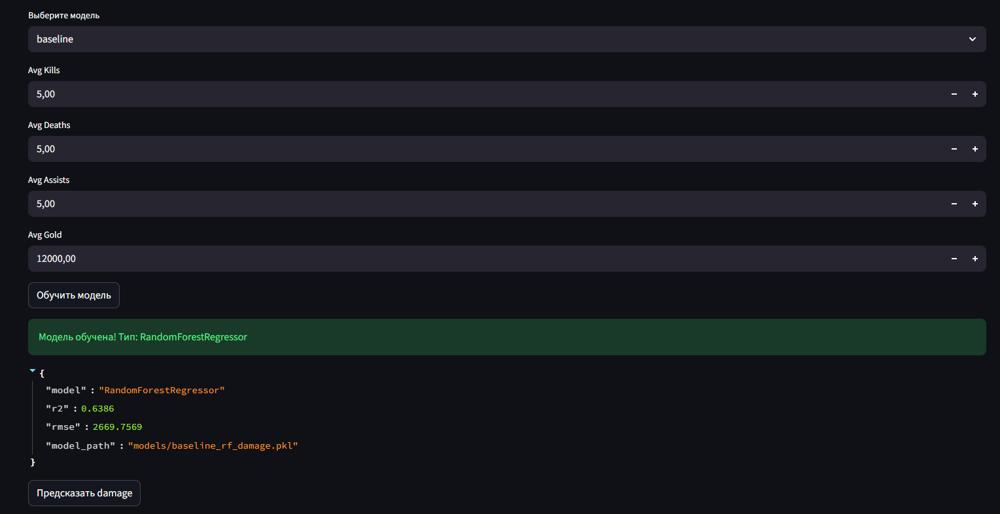 Выберите модель
baseline
Avg Kills
5,00
Avg Deaths
5,00
Avg Assists
5,00
Avg Gold
12000,00
Обучить модель
Модель обучена! Тип: RandomForestRegressor
{
"model" : "RandomForestRegressor"
"r2" : 0.6386
"rmse" : 2669.7569
"model_path" : "models/baseline_rf_damage.pkl"
}
Предсказать damage